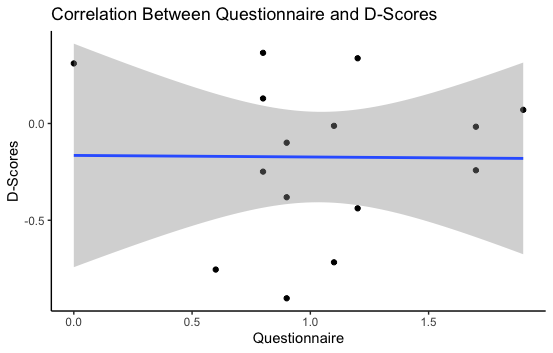 Correlation Between Questionnaire and D-Scores
D-Scores
0.0
-0.5
0.0 0.5 1.0 1.5
Questionnaire